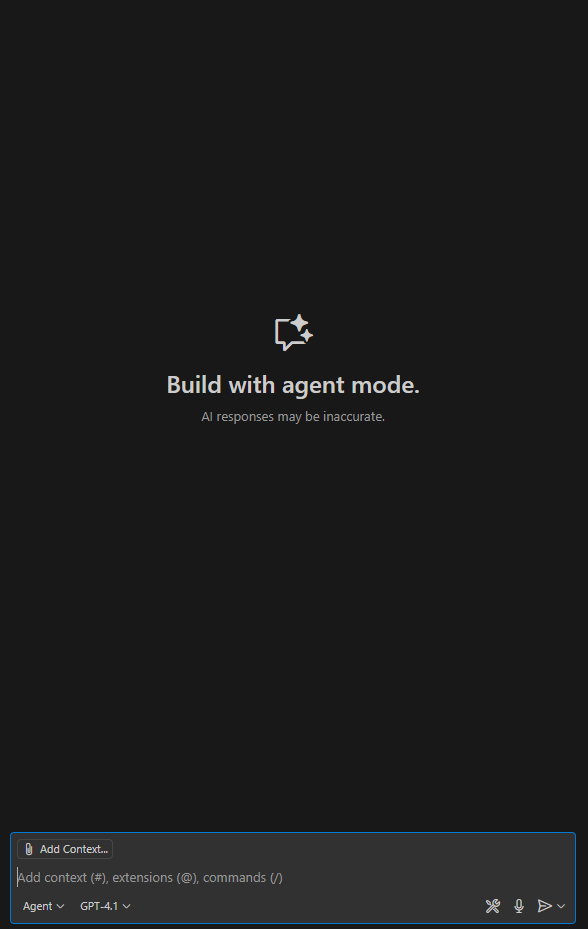 Build with agent mode.
AI responses may be inaccurate.
Add Context...
Add context (#), extensions (@), commands (/)
Agent GPT-4.1